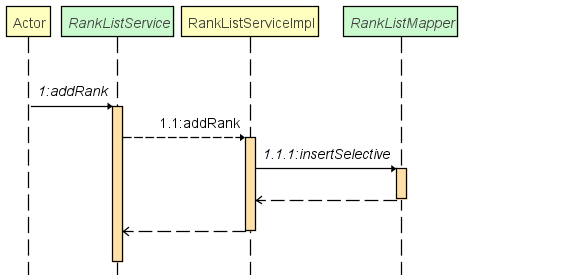 Actor
RankListService
RankListServiceImpl
RankListMapper
1:addRank
1.1:addRank
1.1.1:insertSelective